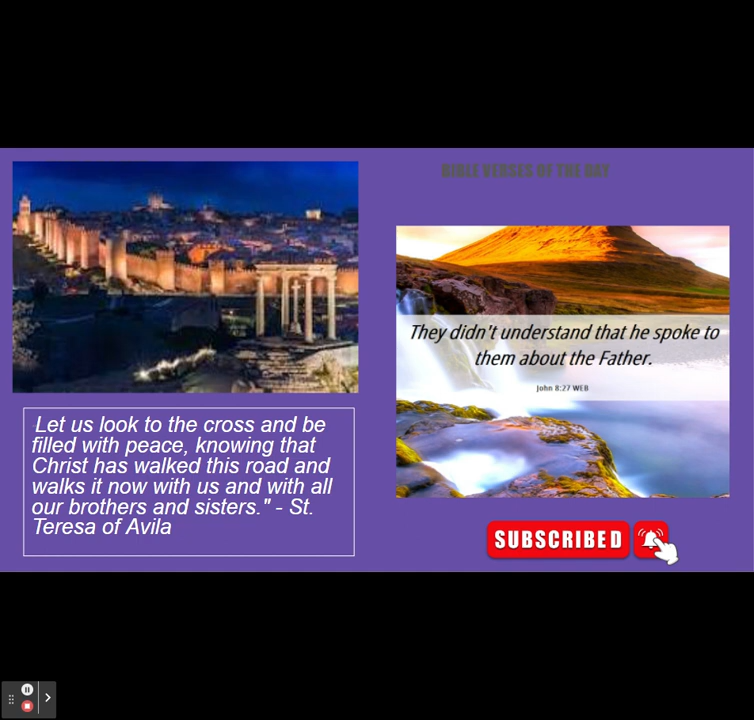 Let us look to the cross and be
filled with peace, knowing that
Christ has walked this road and
walks it now with us and with all
our brothers and sisters." - St.
Teresa of Avila
BIBLE VERSES OF THE DAY
They didn't understand that he spoke to
them about the Father.
John 8:27 WEB
SUBSCRIBED